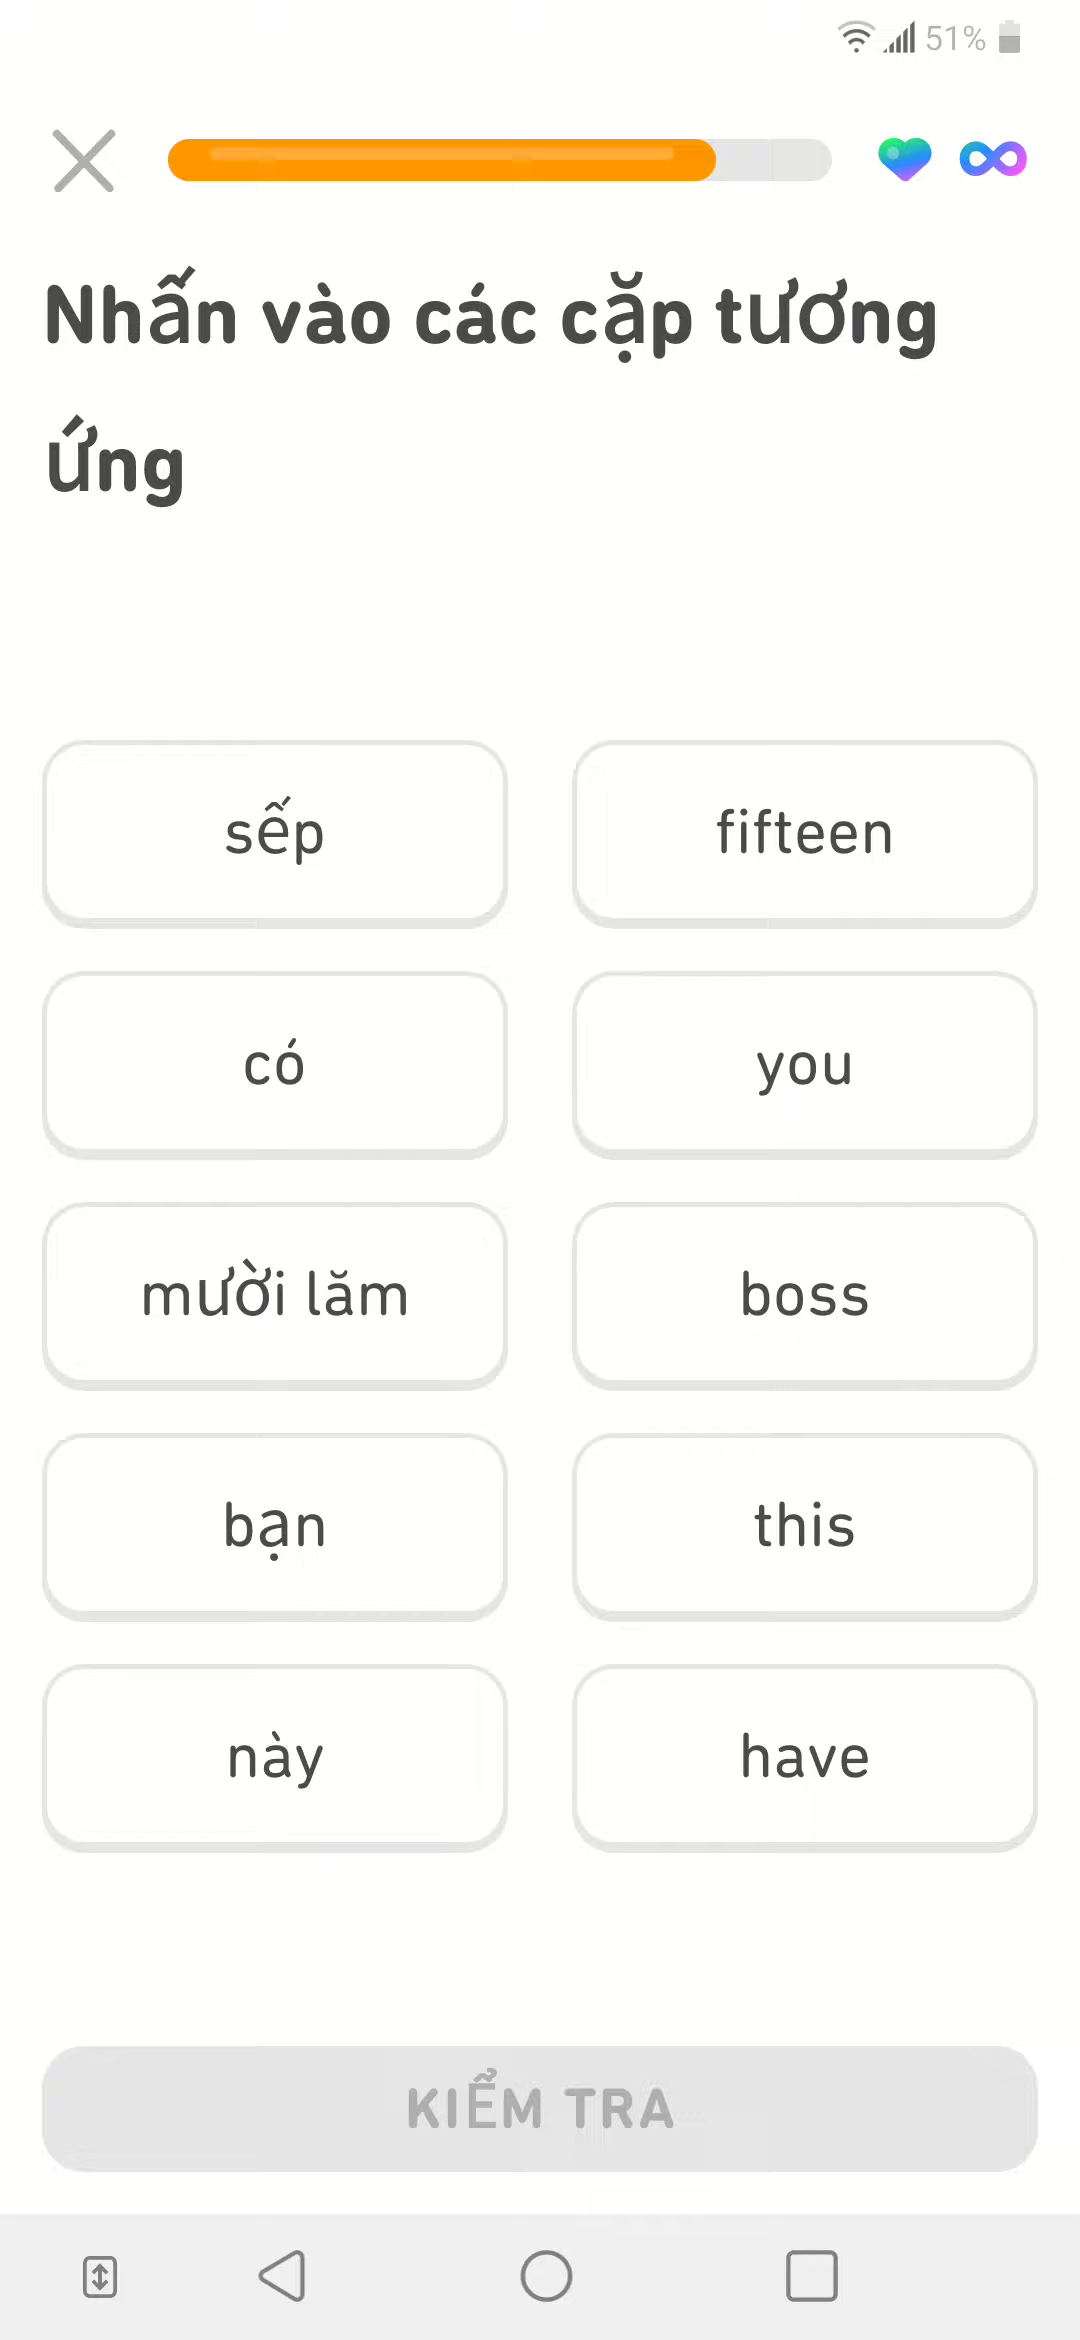 51%
Nhấn vào các cặp tương
ứng
sếp
fifteen
có
you
mười lăm
boss
bạn
this
này
have
KIỂM TRA